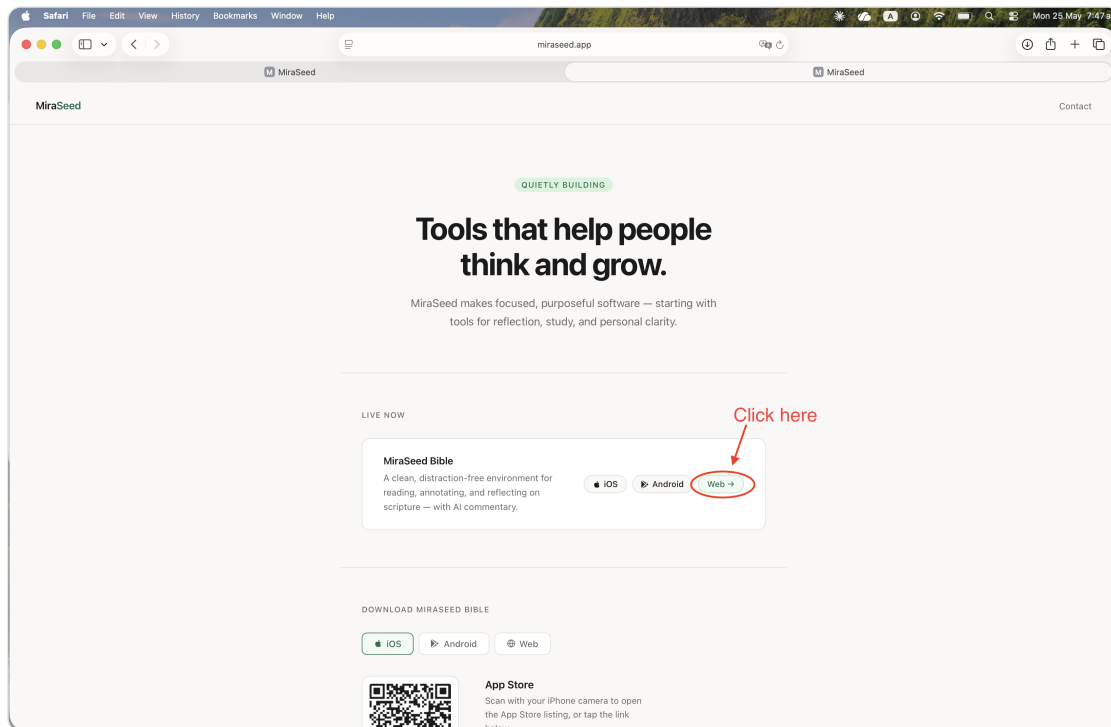 Safari File Edit View History Bookmarks Window Help A Mon 25 May 7:47a
miraseed.app
M MiraSeed
M MiraSeed
MiraSeed
Contact
QUIETLY BUILDING
Tools that help people
think and grow.
MiraSeed makes focused, purposeful software — starting with
tools for reflection, study, and personal clarity.
LIVE NOW
Click here
MiraSeed Bible
A clean, distraction-free environment for
reading, annotating, and reflecting on
scripture — with AI commentary.
iOS
Android
Web →
DOWNLOAD MIRASEED BIBLE
iOS
Android
Web
App Store
Scan with your iPhone camera to open
the App Store listing, or tap the link